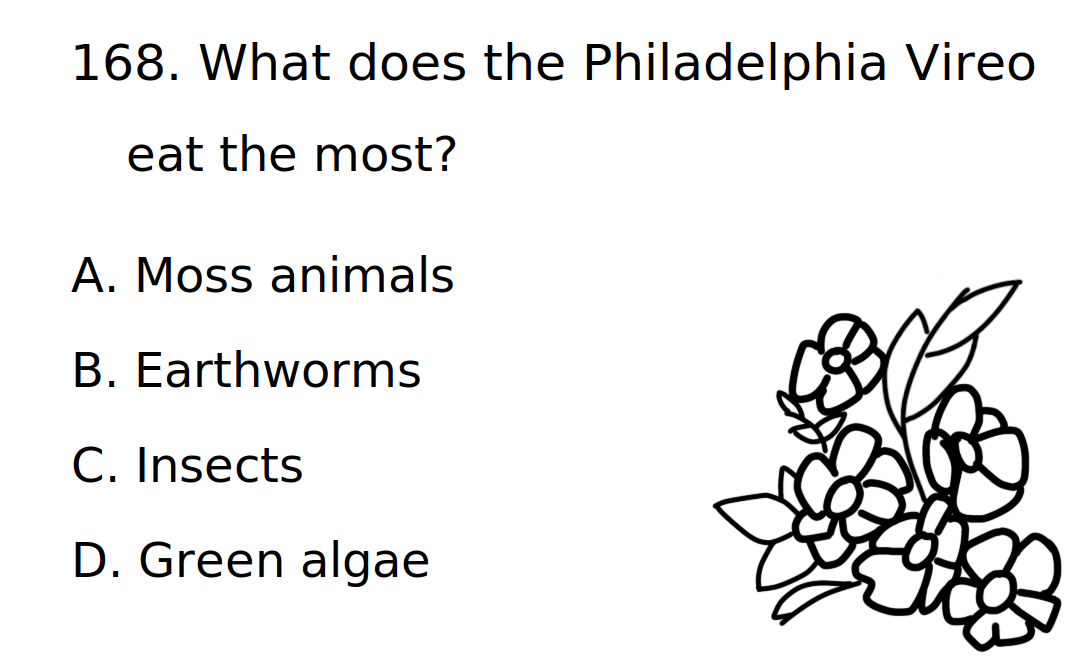 168. What does the Philadelphia Vireo
eat the most?
A. Moss animals
B. Earthworms
C. Insects
D. Green algae